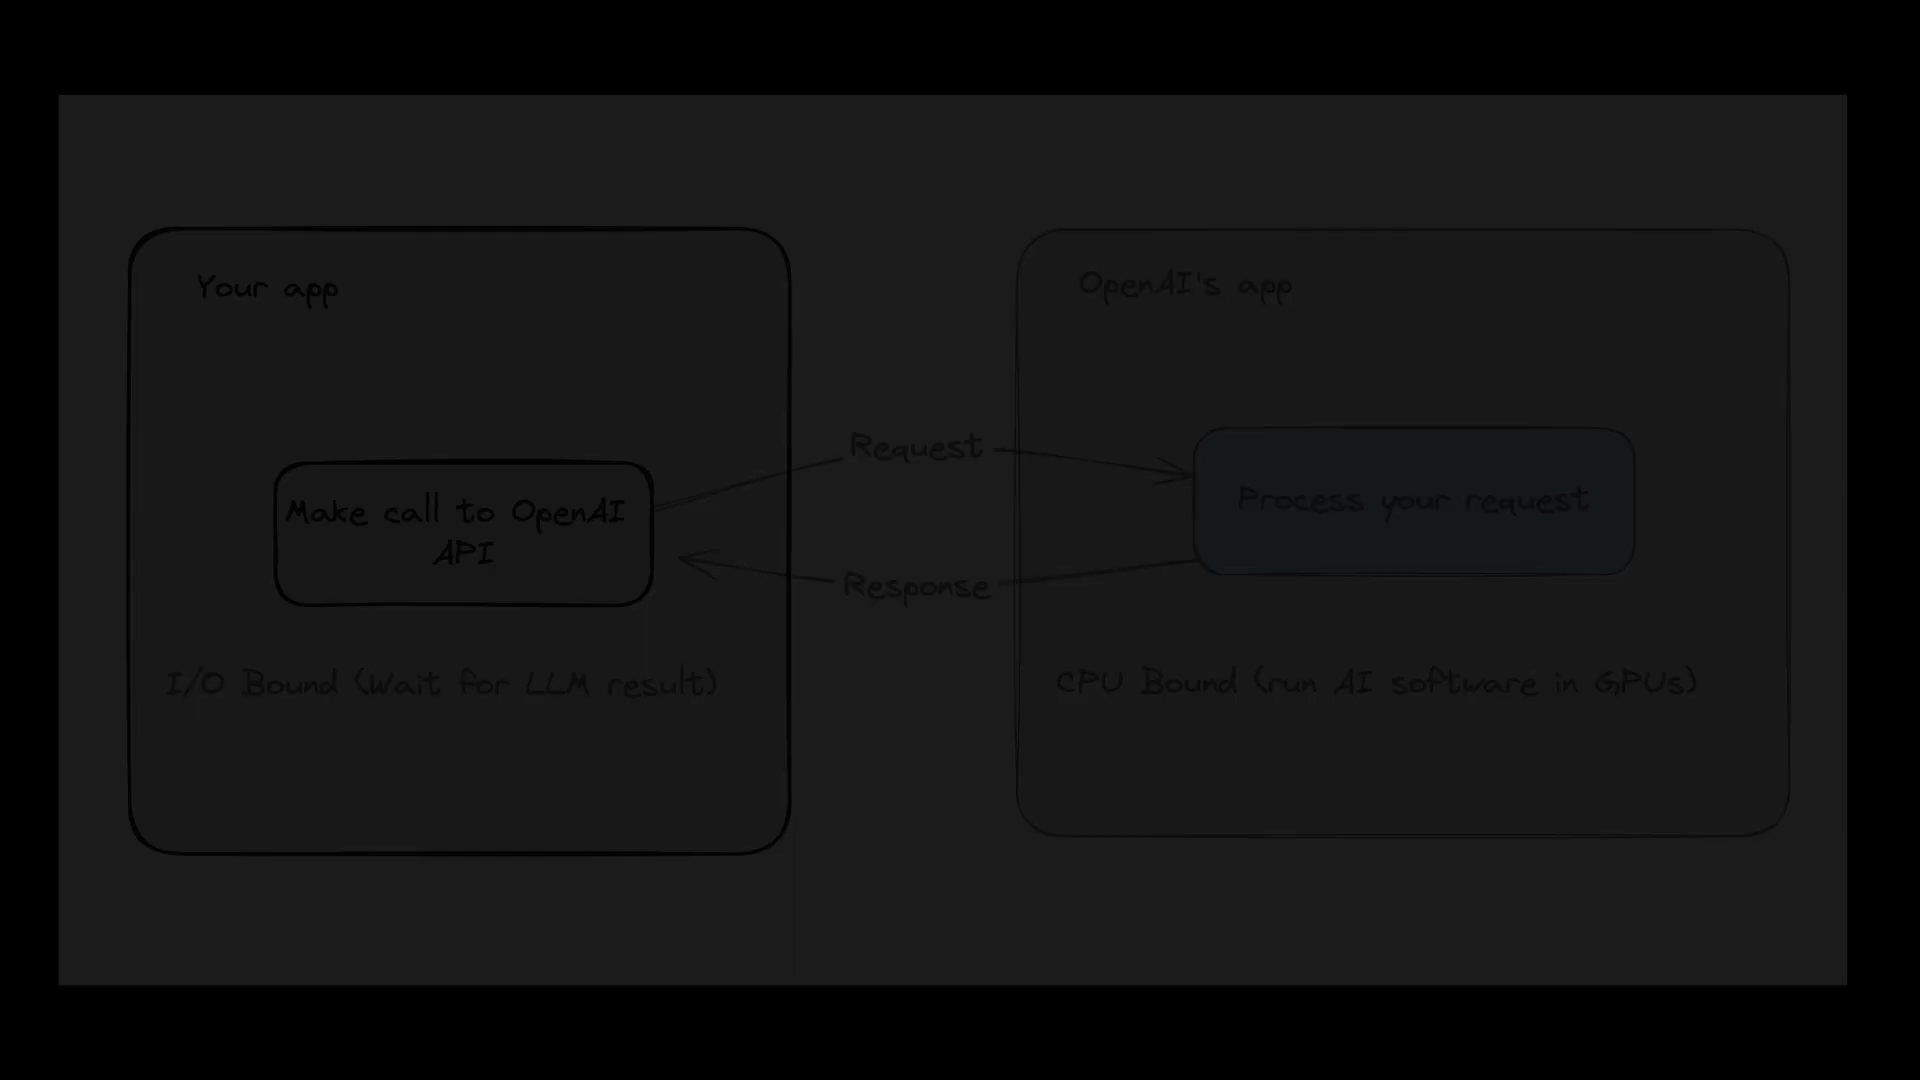 Your app
Make call to OpenAI
API
I/O Bound (Wait for LLM result)
Request
Response
OpenAI's app
Process your request
CPU Bound (run AI software in GPUs)